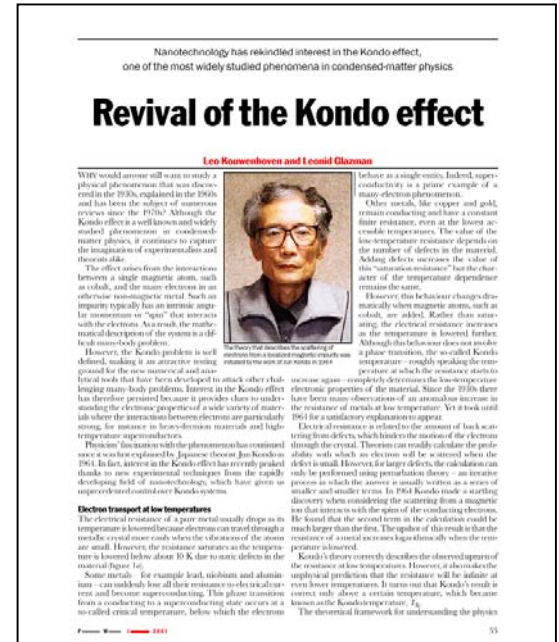 Nanotechnology has rekindled interest in the Kondo effect,
one of the most widely studied phenomena in condensed-matter physics
Revival of the Kondo effect
Leo Kouwenhoven and Leonid Glazman
WHY would anyone still want to study a
physical phenomenon that was discov-
ered in the 1930s, explained in the 1960s
and has been the subject of numerous
reviews since the 1970s? Although the
Kondo effect is a well known and widely
studied phenomenon in condensed-
matter physics, it continues to capture
the imagination of experimentalists and
theorists alike.
The effect arises from the interactions
between a single magnetic atom, such
as cobalt, and the many electrons in an
otherwise non-magnetic metal. Such an
impurity typically has an intrinsic angu-
lar momentum or "spin" that interacts
with the electrons. As a result, the mathe-
matical description of the system is a dif-
ficult many-body problem.
However, the Kondo problem is well
defined, making it an attractive testing
ground for the new numerical and ana-
lytical tools that have been developed to attack other chal-
lenging many-body problems. Interest in the Kondo effect
has therefore persisted because it provides clues to under-
standing the electronic properties of a wide variety of mater-
ials where the interactions between electrons are particularly
strong, for instance in heavy-fermion materials and high-
temperature superconductors.
Physicists' fascination with the phenomenon has continued
since it was first explained by Japanese theorist Jun Kondo in
1964. In fact, interest in the Kondo effect has recently peaked
thanks to new experimental techniques from the rapidly
developing field of nanotechnology, which have given us
unprecedented control over Kondo systems.
Electron transport at low temperatures
The electrical resistance of a pure metal usually drops as its
temperature is lowered because electrons can travel through a
metallic crystal more easily when the vibrations of the atoms
are small. However, the resistance saturates as the tempera-
ture is lowered below about 10 K due to static defects in the
material (figure 1a).
Some metals – for example lead, niobium and alumin-
ium – can suddenly lose all their resistance to electrical cur-
rent and become superconducting. This phase transition
from a conducting to a superconducting state occurs at a
so-called critical temperature, below which the electrons
The theory that describes the scattering of
electrons from a localized magnetic impurity was
initiated by the work of Jun Kondo in 1964
behave as a single entity. Indeed, super-
conductivity is a prime example of a
many-electron phenomenon.
Other metals, like copper and gold,
remain conducting and have a constant
finite resistance, even at the lowest ac-
cessible temperatures. The value of the
low-temperature resistance depends on
the number of defects in the material.
Adding defects increases the value of
this "saturation resistance" but the char-
acter of the temperature dependence
remains the same.
However, this behaviour changes dra-
matically when magnetic atoms, such as
cobalt, are added. Rather than satur-
ating, the electrical resistance increases
as the temperature is lowered further.
Although this behaviour does not involve
a phase transition, the so-called Kondo
temperature – roughly speaking the tem-
perature at which the resistance starts to
increase again – completely determines the low-temperature
electronic properties of the material. Since the 1930s there
have been many observations of an anomalous increase in
the resistance of metals at low temperature. Yet it took until
1964 for a satisfactory explanation to appear.
Electrical resistance is related to the amount of back scat-
tering from defects, which hinders the motion of the electrons
through the crystal. Theorists can readily calculate the prob-
ability with which an electron will be scattered when the
defect is small. However, for larger defects, the calculation can
only be performed using perturbation theory – an iterative
process in which the answer is usually written as a series of
smaller and smaller terms. In 1964 Kondo made a startling
discovery when considering the scattering from a magnetic
ion that interacts with the spins of the conducting electrons.
He found that the second term in the calculation could be
much larger than the first. The upshot of this result is that the
resistance of a metal increases logarithmically when the tem-
perature is lowered.
Kondo's theory correctly describes the observed upturn of
the resistance at low temperatures. However, it also makes the
unphysical prediction that the resistance will be infinite at
even lower temperatures. It turns out that Kondo's result is
correct only above a certain temperature, which became
known as the Kondo temperature, T_K.
The theoretical framework for understanding the physics
2001
33